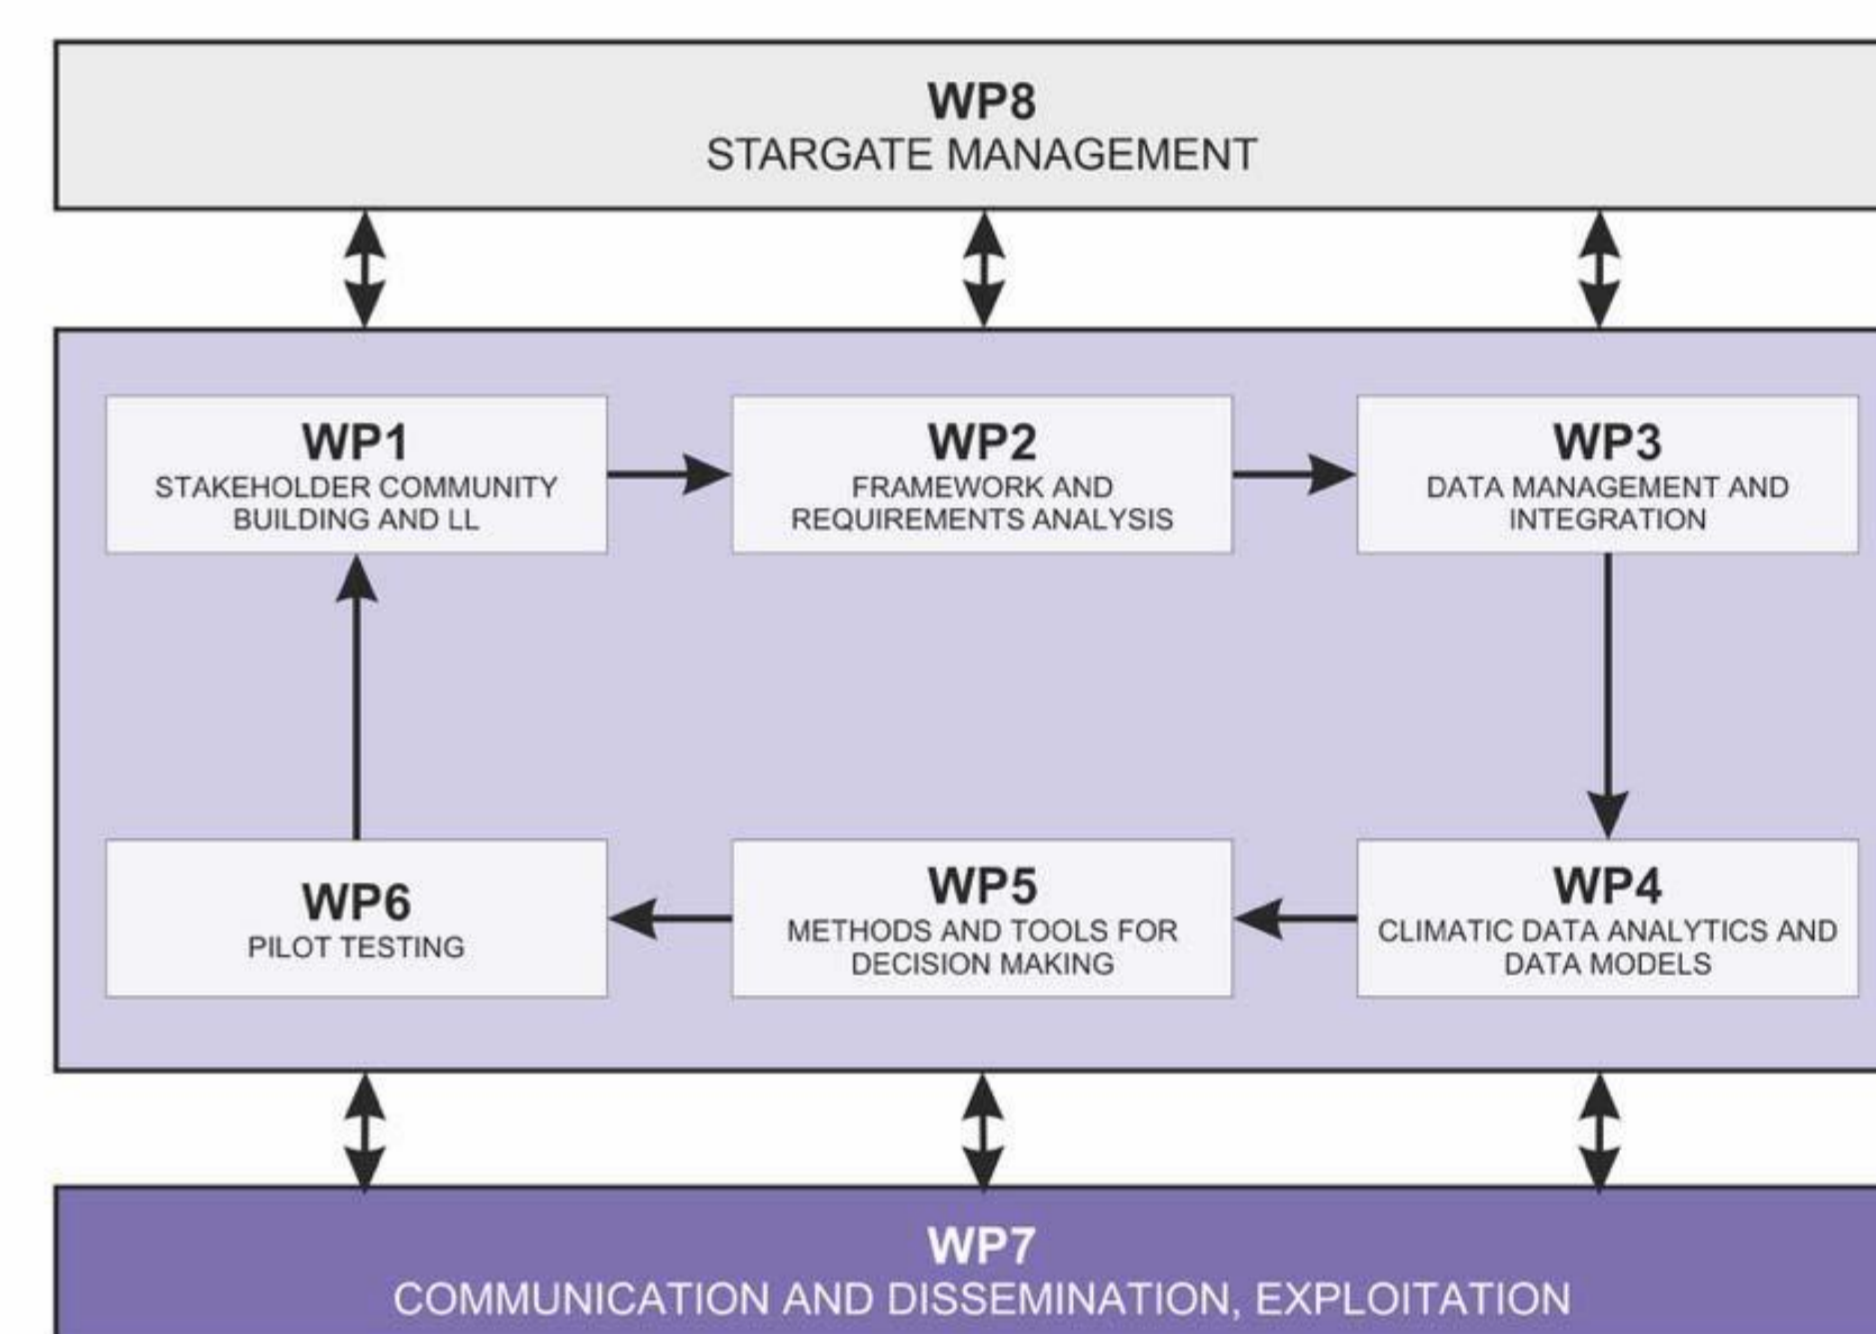 WP8
STARGATE MANAGEMENT
WP1
STAKEHOLDER COMMUNITY
BUILDING AND LL
WP2
FRAMEWORK AND
REQUIREMENTS ANALYSIS
WP3
DATA MANAGEMENT AND
INTEGRATION
WP6
PILOT TESTING
WP5
METHODS AND TOOLS FOR
DECISION MAKING
WP4
CLIMATIC DATA ANALYTICS AND
DATA MODELS
WP7
COMMUNICATION AND DISSEMINATION, EXPLOITATION